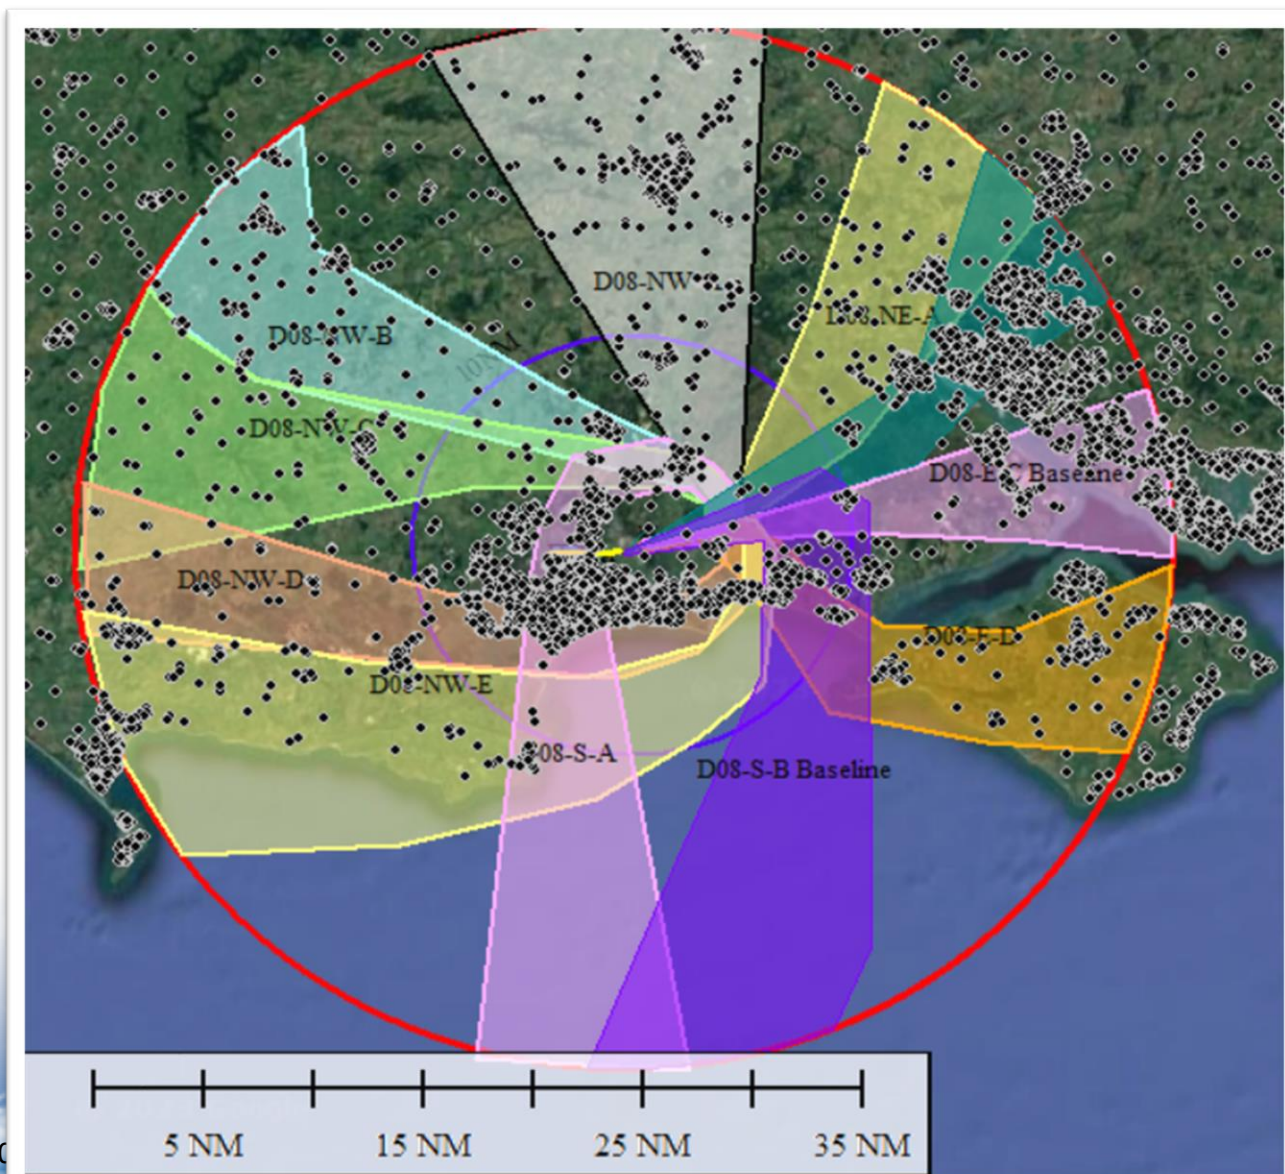 D08-NW
D08-NE-A
D08-NW-B
10NM
D08-NW-C
D08-E-C Baseline
D08-NW-D
D08-E-D
D08-NW-E
D08-S-A
D08-S-B Baseline
5 NM 15 NM 25 NM 35 NM